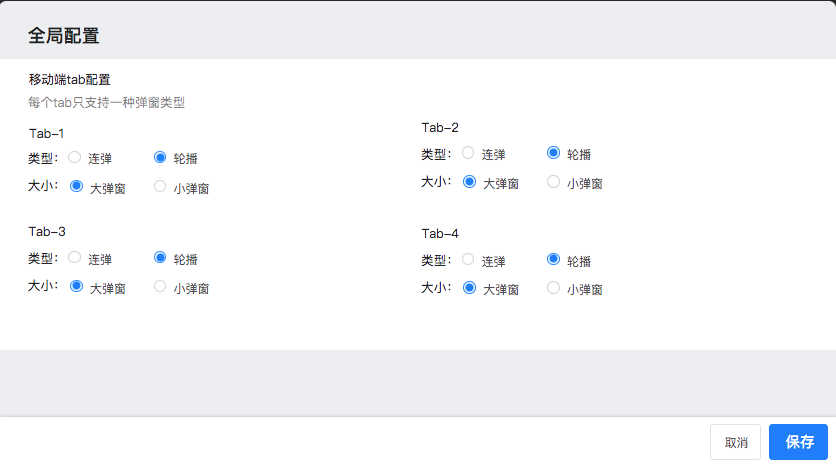 全局配置
移动端tab配置
每个tab只支持一种弹窗类型
Tab-1
类型： 连弹 轮播
大小： 大弹窗 小弹窗
Tab-2
类型： 连弹 轮播
大小： 大弹窗 小弹窗
Tab-3
类型： 连弹 轮播
大小： 大弹窗 小弹窗
Tab-4
类型： 连弹 轮播
大小： 大弹窗 小弹窗
取消 保存